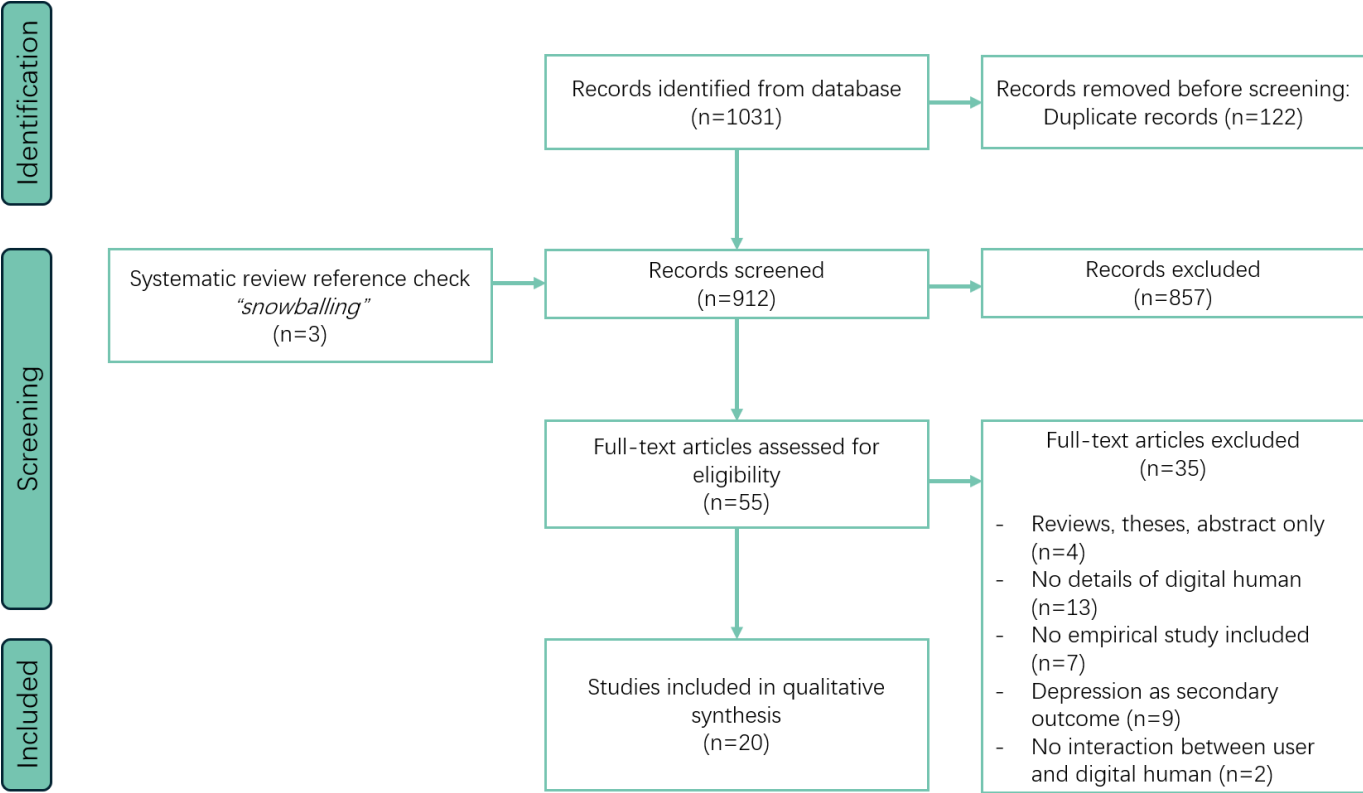 Identification
Records identified from database
(n=1031)
Records removed before screening:
Duplicate records (n=122)
Screening
Systematic review reference check
“snowballing”
(n=3)
Records screened
(n=912)
Records excluded
(n=857)
Full-text articles assessed for
eligibility
(n=55)
Full-text articles excluded
(n=35)
- Reviews, theses, abstract only
(n=4)
- No details of digital human
(n=13)
- No empirical study included
(n=7)
- Depression as secondary
outcome (n=9)
- No interaction between user
and digital human (n=2)
Included
Studies included in qualitative
synthesis
(n=20)